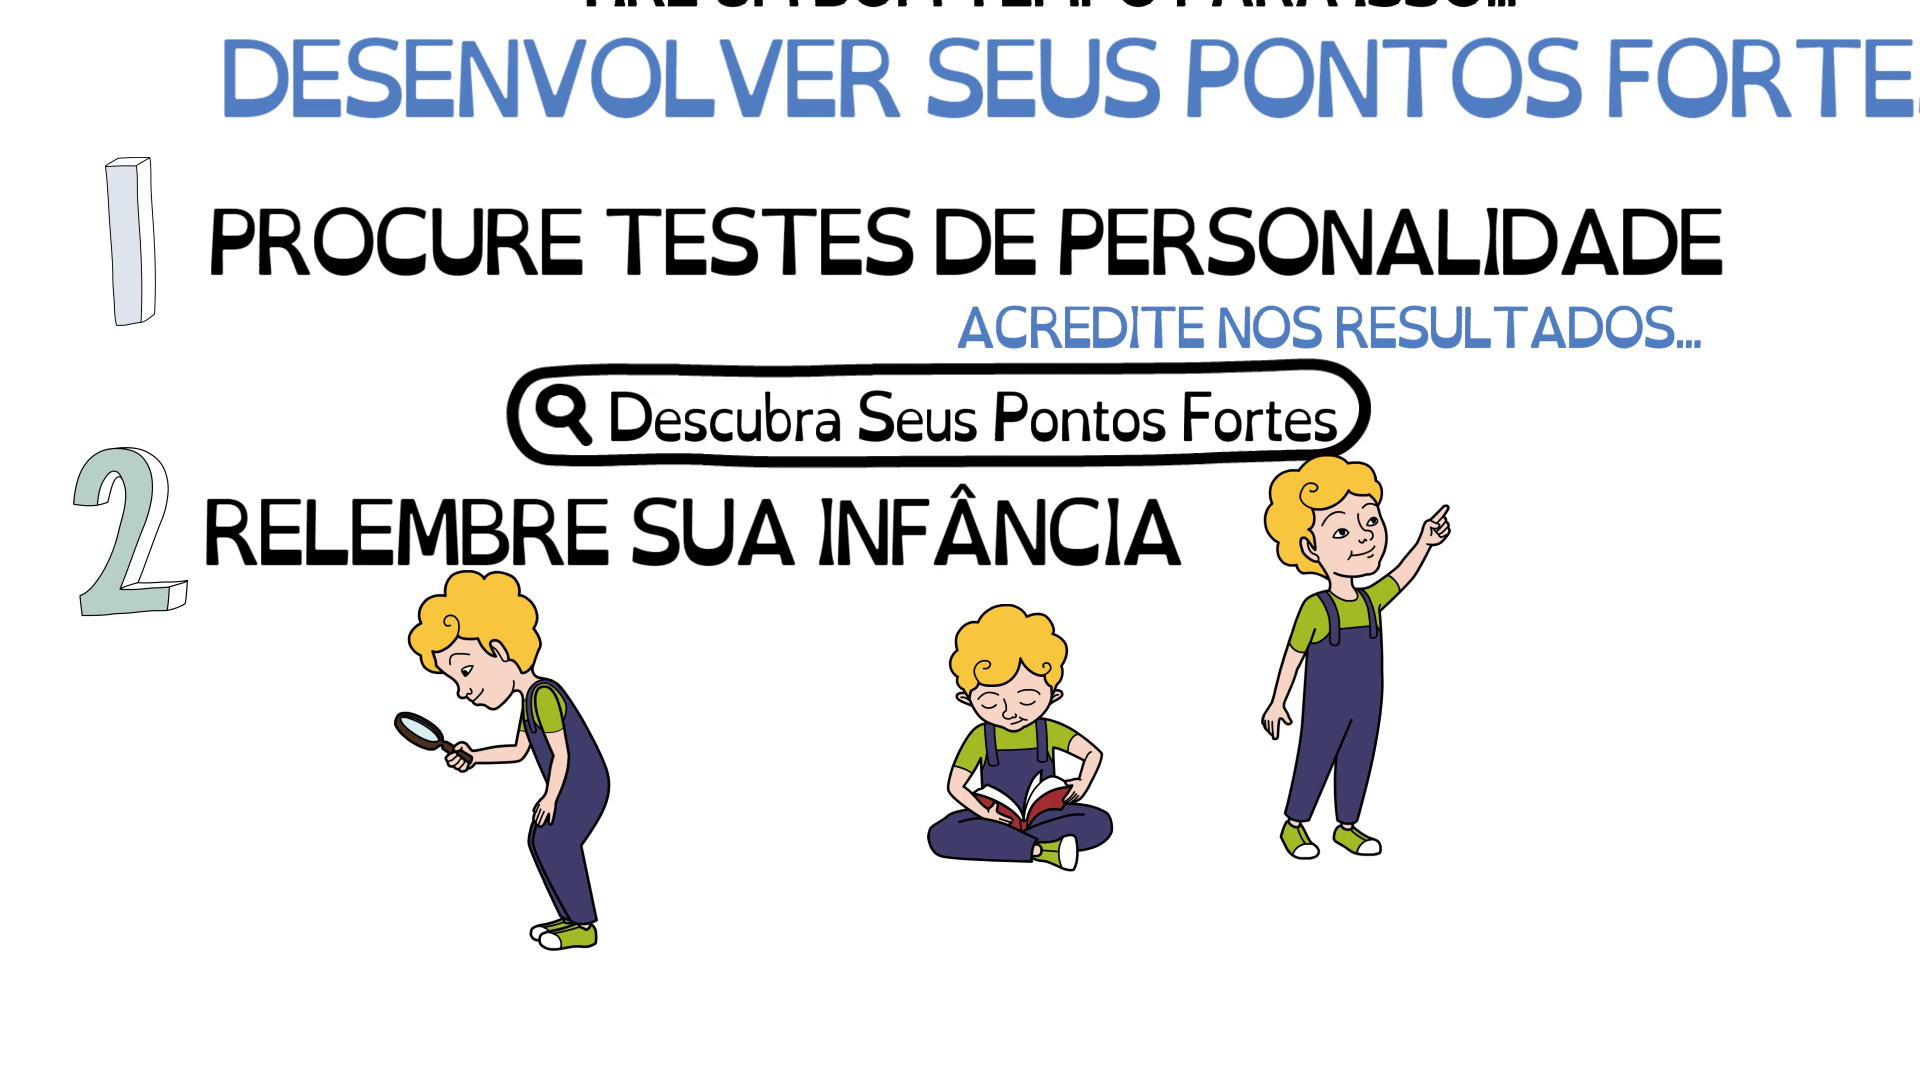 DESENVOLVER SEUS PONTOS FORTE
1 PROCURE TESTES DE PERSONALIDADE
ACREDITE NOS RESULTADOS...
Descubra Seus Pontos Fortes
2 RELEMBRE SUA INFÂNCIA